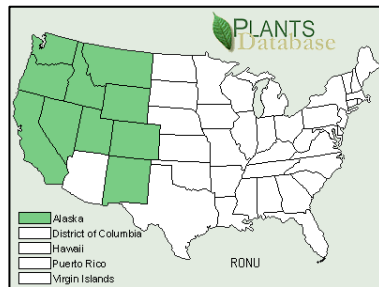 PLANTS
Database
Alaska
District of Columbia
Hawaii
Puerto Rico
Virgin Islands
RONU